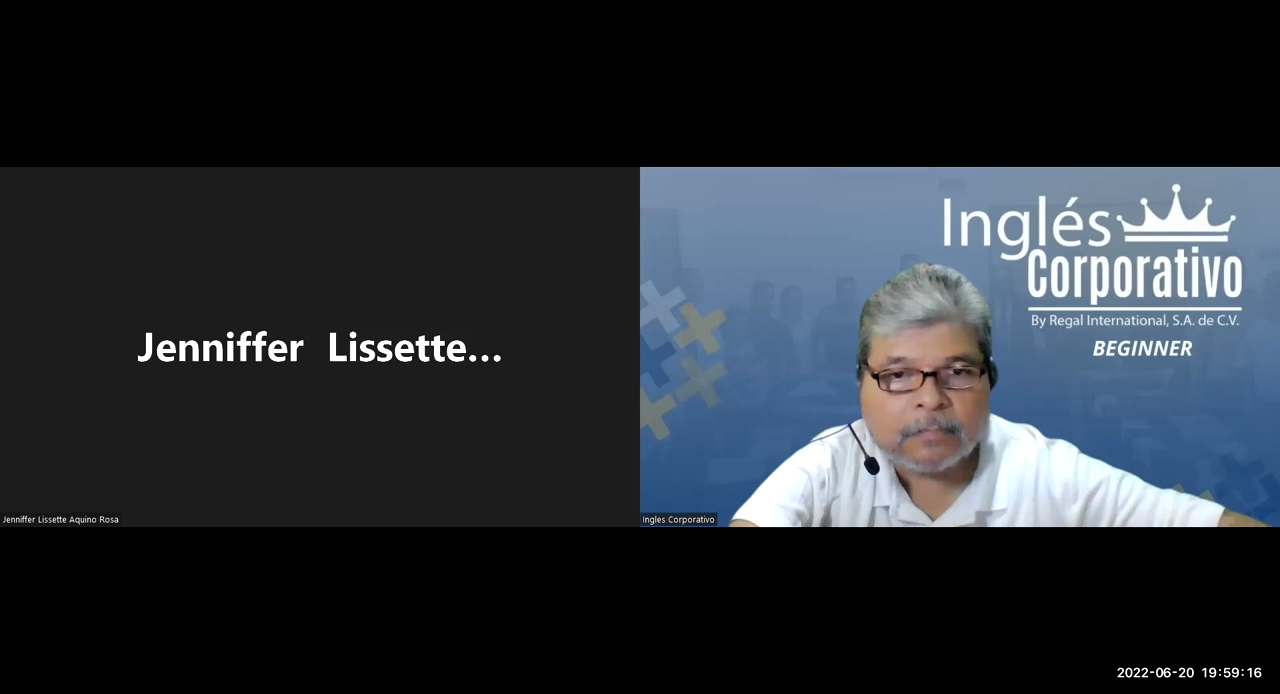 Jenniffer Lissette...
Jenniffer Lissette Aquino Rosa
Inglés
Corporativo
By Regal International, S.A. de C.V.
BEGINNER
Ingles Corporativo
2022-06-20 19:59:16